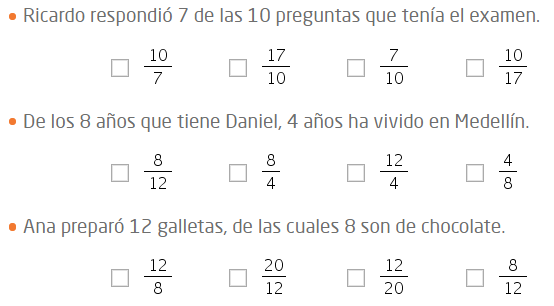 • Ricardo respondió 7 de las 10 preguntas que tenía el examen.
☐ 10/7 ☐ 17/10 ☐ 7/10 ☐ 10/17
• De los 8 años que tiene Daniel, 4 años ha vivido en Medellín.
☐ 8/12 ☐ 8/4 ☐ 12/4 ☐ 4/8
• Ana preparó 12 galletas, de las cuales 8 son de chocolate.
☐ 12/8 ☐ 20/12 ☐ 12/20 ☐ 8/12